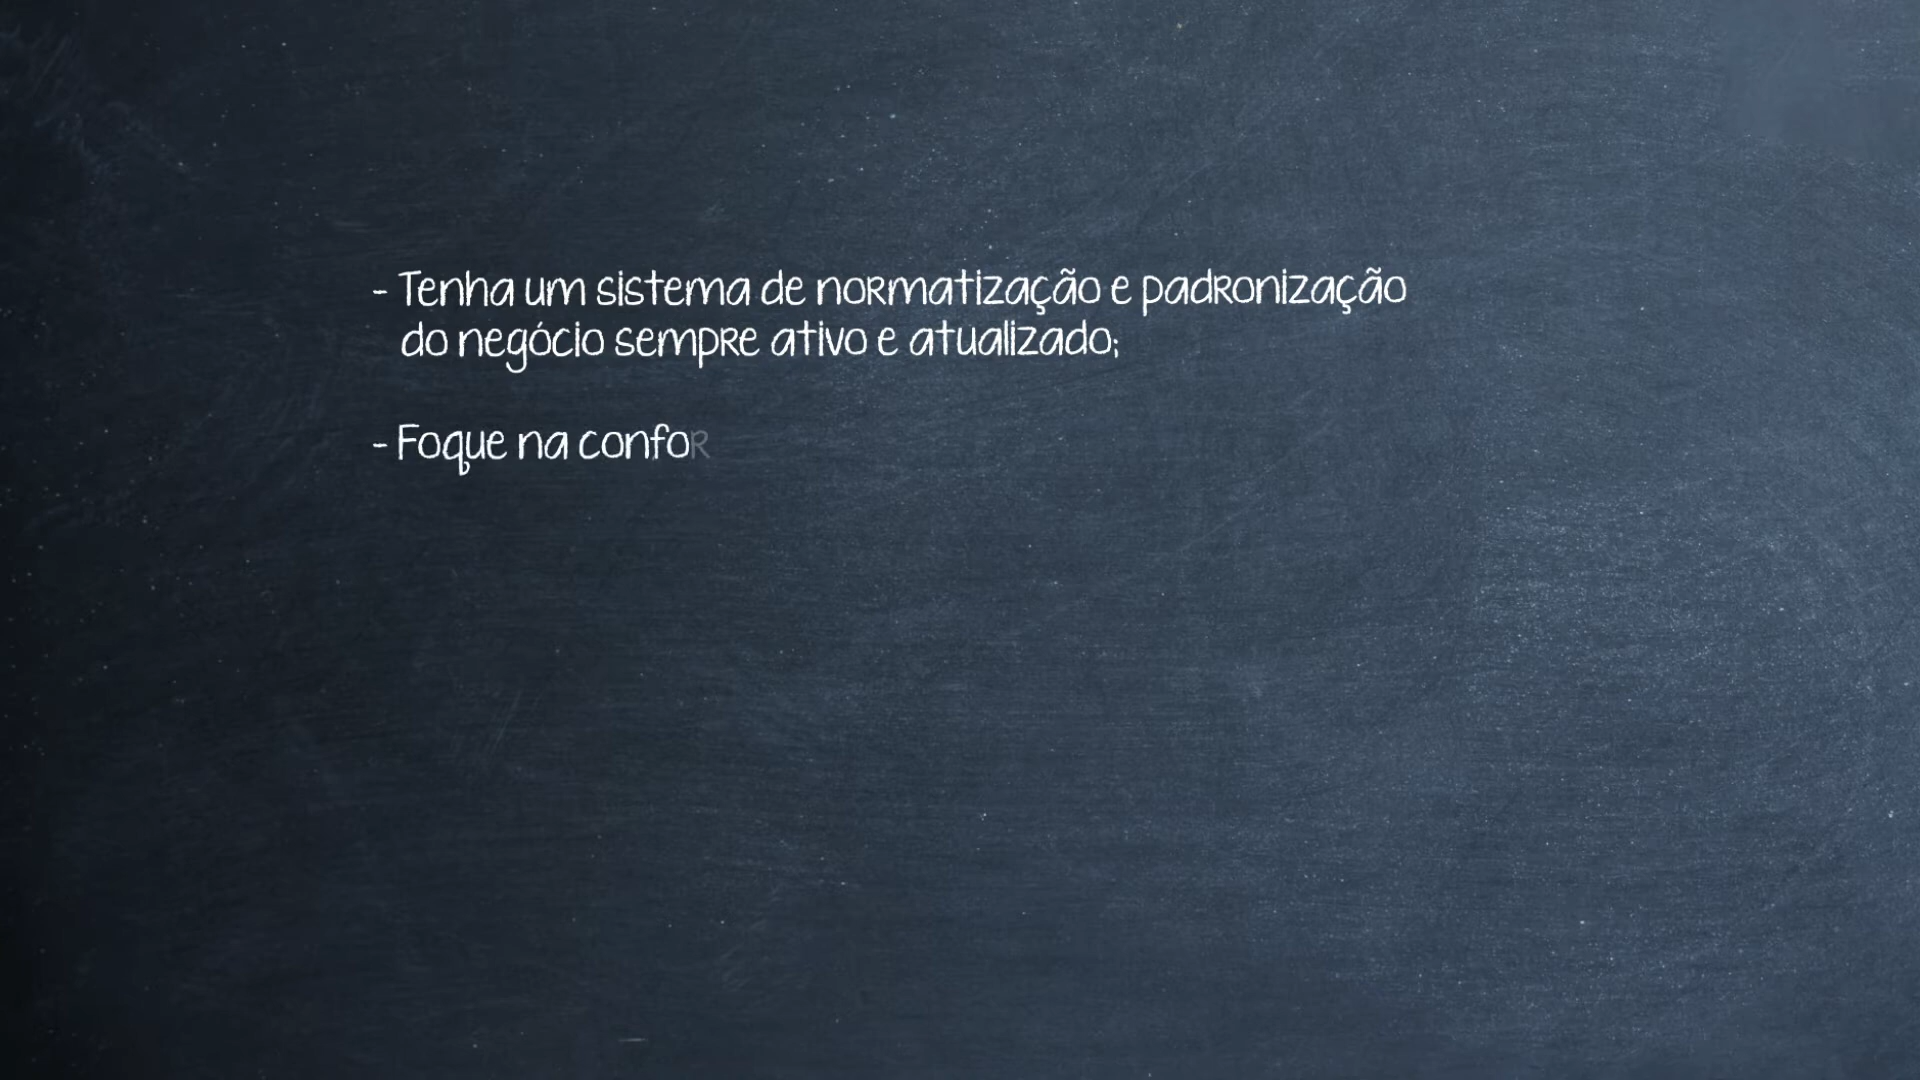 - Tenha um sistema de normatização e padronização
do negócio sempre ativo e atualizado;
- Foque na confor